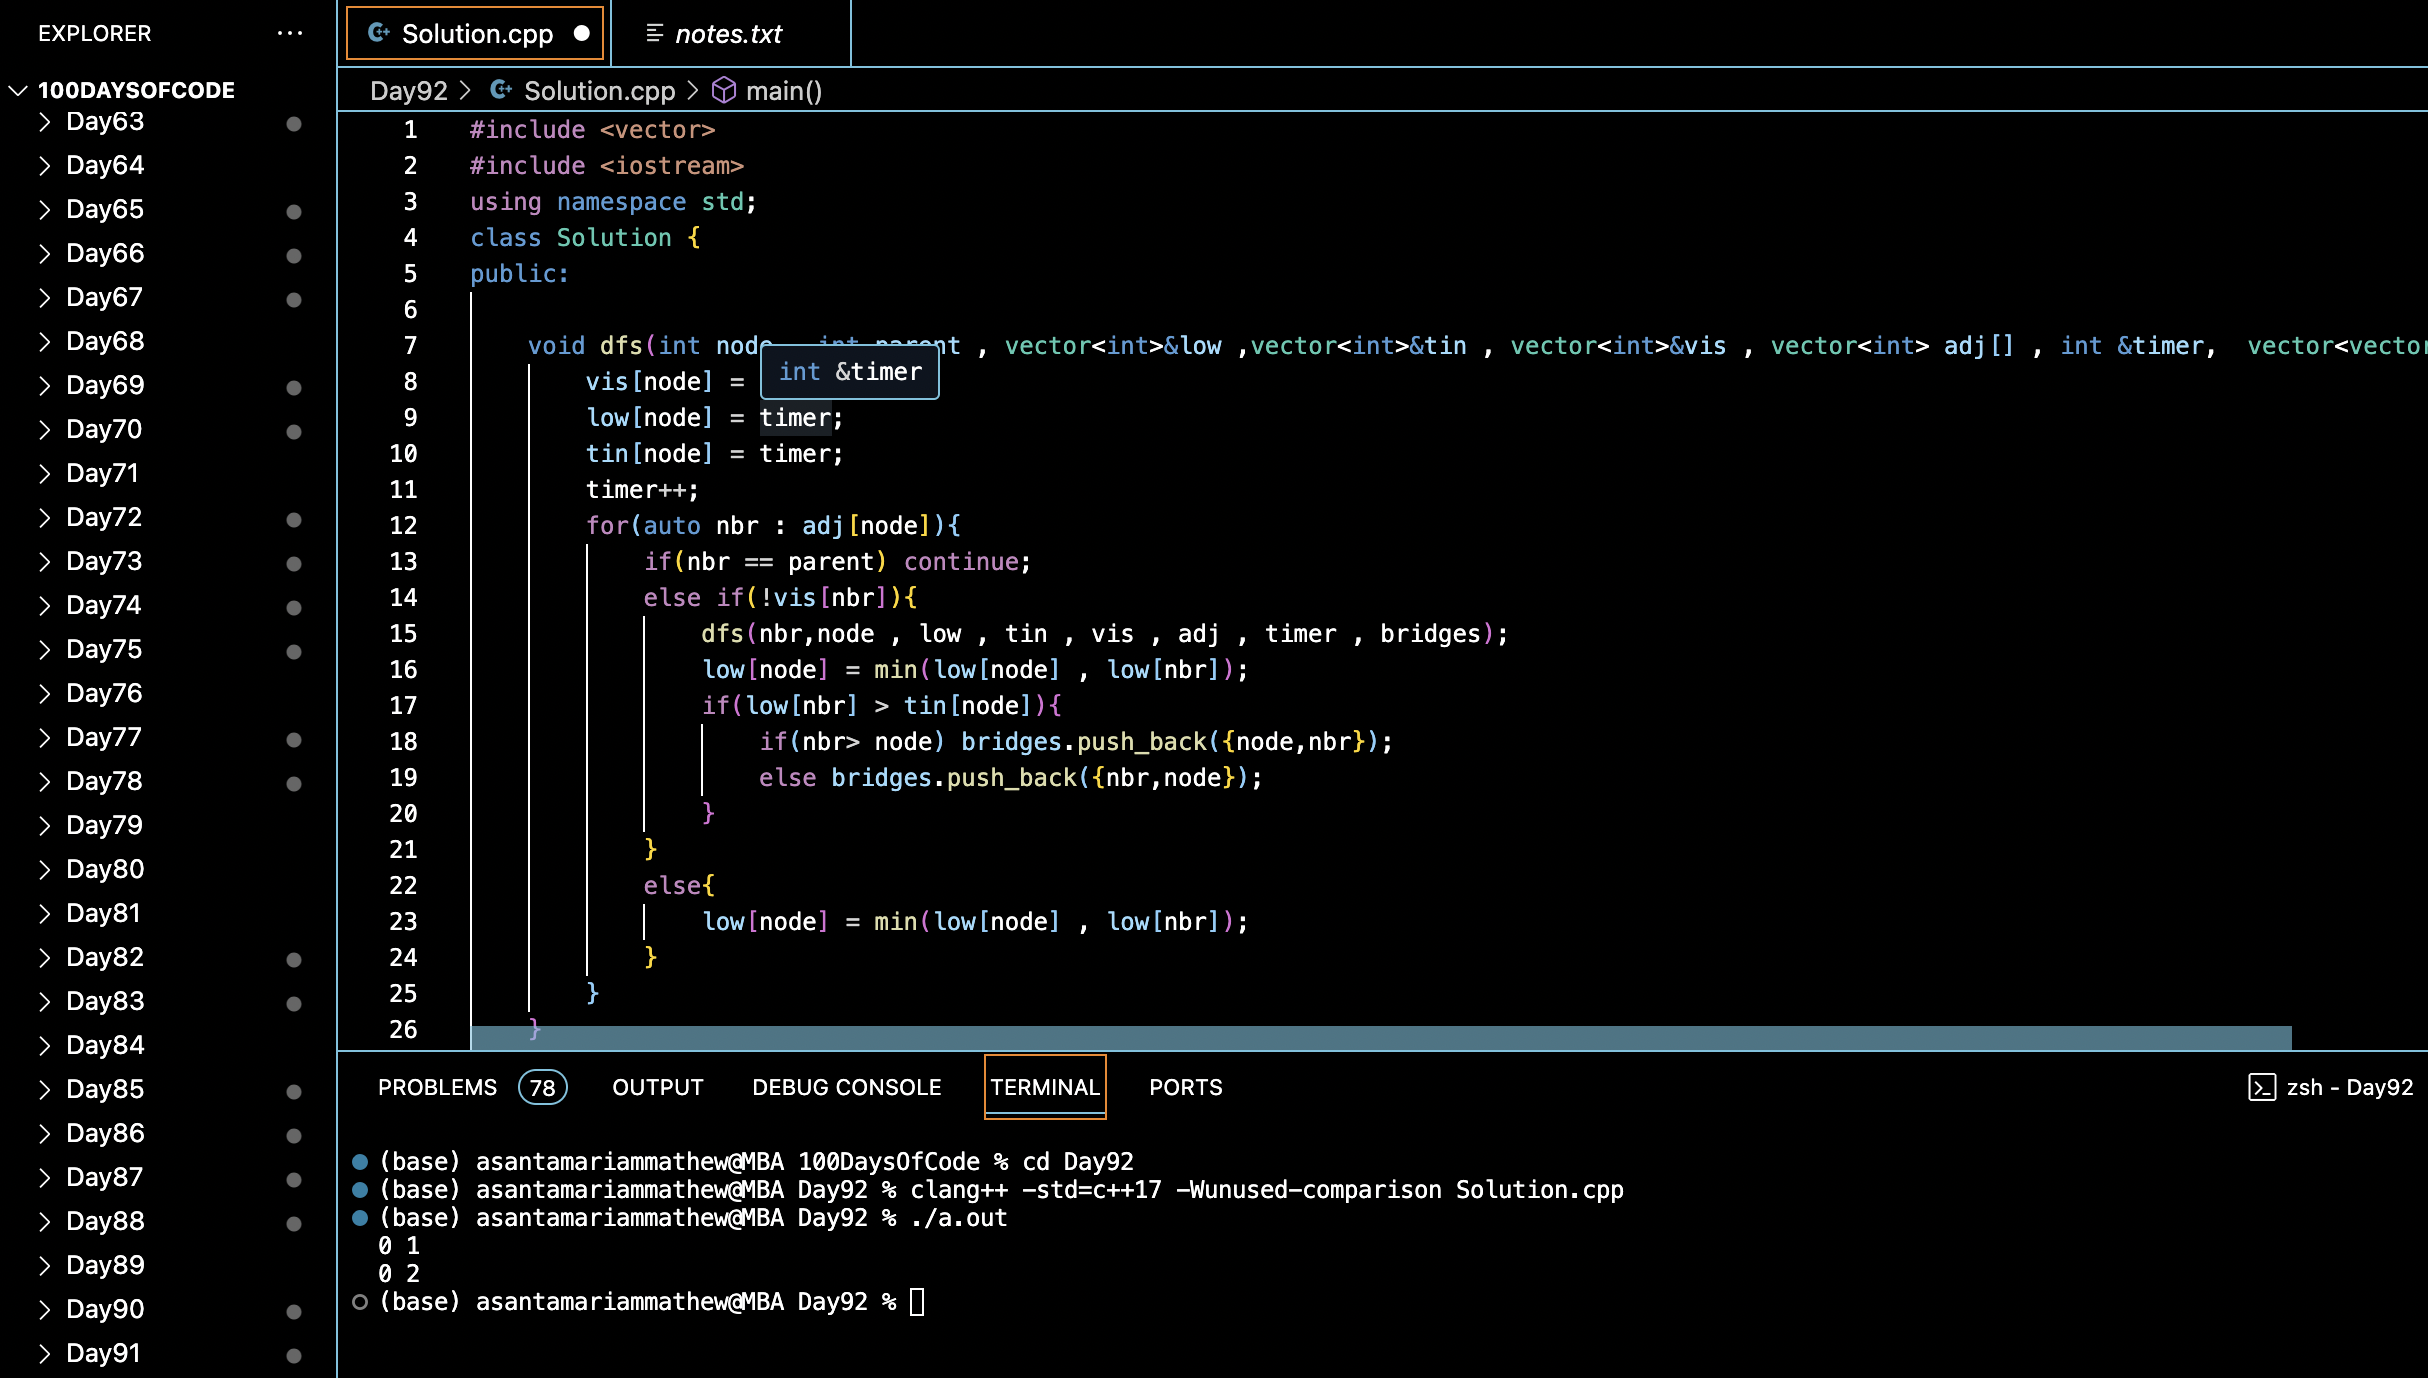 EXPLORER ...
100DAYSOFCODE
Day63
Day64
Day65
Day66
Day67
Day68
Day69
Day70
Day71
Day72
Day73
Day74
Day75
Day76
Day77
Day78
Day79
Day80
Day81
Day82
Day83
Day84
Day85
Day86
Day87
Day88
Day89
Day90
Day91
Solution.cpp
notes.txt
Day92 > Solution.cpp > main()
1 #include <vector>
2 #include <iostream>
3 using namespace std;
4 class Solution {
5 public:
6
7 void dfs(int node int parent , vector<int>&low ,vector<int>&tin , vector<int>&vis , vector<int> adj[] , int &timer, vector<vector
int &timer
8 vis[node] =
9 low[node] = timer;
10 tin[node] = timer;
11 timer++;
12 for(auto nbr : adj[node]){
13 if(nbr == parent) continue;
14 else if(!vis[nbr]){
15 dfs(nbr,node , low , tin , vis , adj , timer , bridges);
16 low[node] = min(low[node] , low[nbr]);
17 if(low[nbr] > tin[node]){
18 if(nbr> node) bridges.push_back({node,nbr});
19 else bridges.push_back({nbr,node});
20 }
21 }
22 else{
23 low[node] = min(low[node] , low[nbr]);
24 }
25 }
26 }
PROBLEMS 78 OUTPUT DEBUG CONSOLE TERMINAL PORTS zsh - Day92
(base) asantamariammathew@MBA 100DaysOfCode % cd Day92
(base) asantamariammathew@MBA Day92 % clang++ -std=c++17 -Wunused-comparison Solution.cpp
(base) asantamariammathew@MBA Day92 % ./a.out
0 1
0 2
(base) asantamariammathew@MBA Day92 %